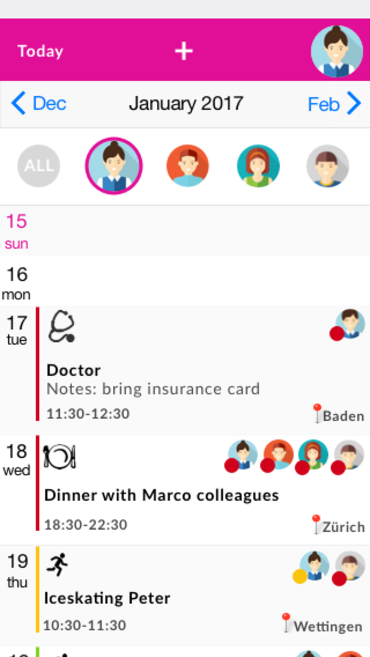 Today +
Dec January 2017 Feb
ALL
15
sun
16
mon
17
tue
Doctor
Notes: bring insurance card
11:30-12:30 Baden
18
wed
Dinner with Marco colleagues
18:30-22:30 Zürich
19
thu
Iceskating Peter
10:30-11:30 Wettingen